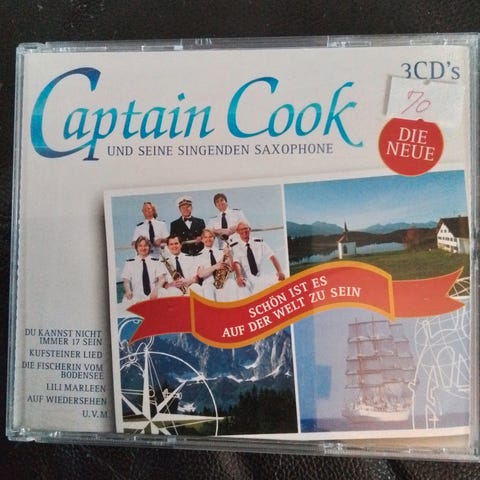 3CD's
70
Captain Cook
UND SEINE SINGENDEN SAXOPHONE
DIE
NEUE
SCHÖN IST ES
AUF DER WELT ZU SEIN
DU KANNST NICHT
IMMER 17 SEIN
KUFSTEINER LIED
DIE FISCHERIN VOM
BODENSEE
LILI MARLEEN
AUF WIEDERSEHEN
U.V.M.